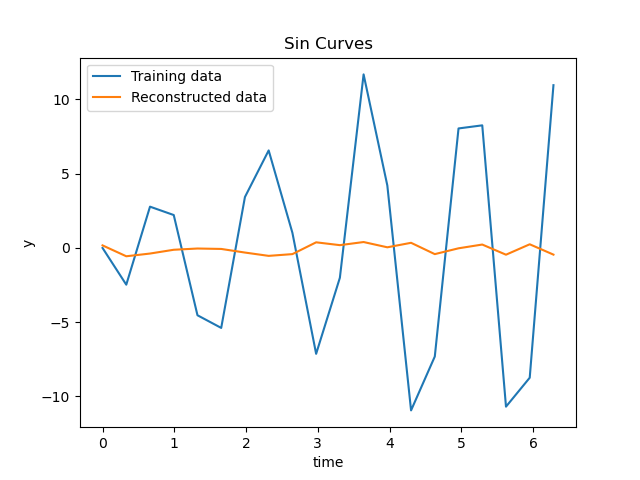 Sin Curves
Training data
Reconstructed data
10
5
0
−5
−10
y
0 1 2 3 4 5 6
time